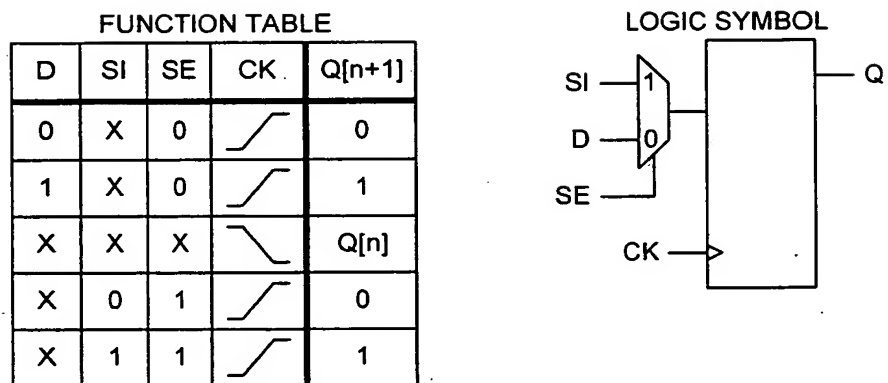 FUNCTION TABLE
D SI SE CK Q[n+1]
0 X 0 0
1 X 0 1
X X X Q[n]
X 0 1 0
X 1 1 1
LOGIC SYMBOL
SI 1 Q
D 0
SE
CK